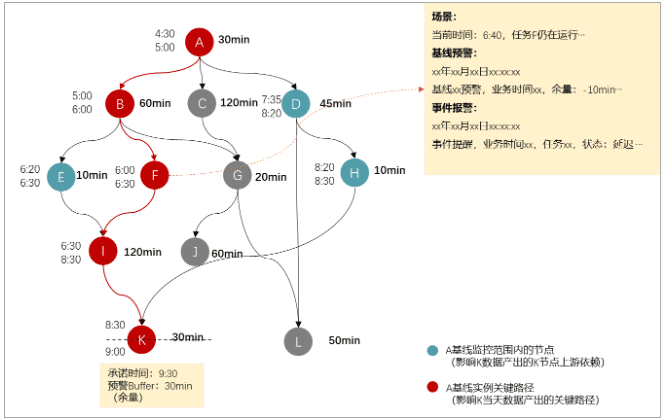 场景：
当前时间：6:40，任务F仍在运行…
基线预警：
xx年xx月xx日xx:xx:xx
基线xx预警，业务时间xx，余量：-10min…
事件报警：
xx年xx月xx日xx:xx:xx
事件提醒，业务时间xx，任务xx，状态：延迟…
4:30
5:00
A
30min
5:00
6:00
B
60min
C
120min
7:35
8:20
D
45min
6:20
6:30
E
10min
6:00
6:30
F
G
20min
8:20
8:30
H
10min
6:30
8:30
I
120min
J
60min
8:30
9:00
K
30min
L
50min
承诺时间：9:30
预警Buffer：30min
（余量）
A基线监控范围内的节点
（影响K数据产出的K节点上游依赖）
A基线实例关键路径
（影响K当天数据产出的关键路径）